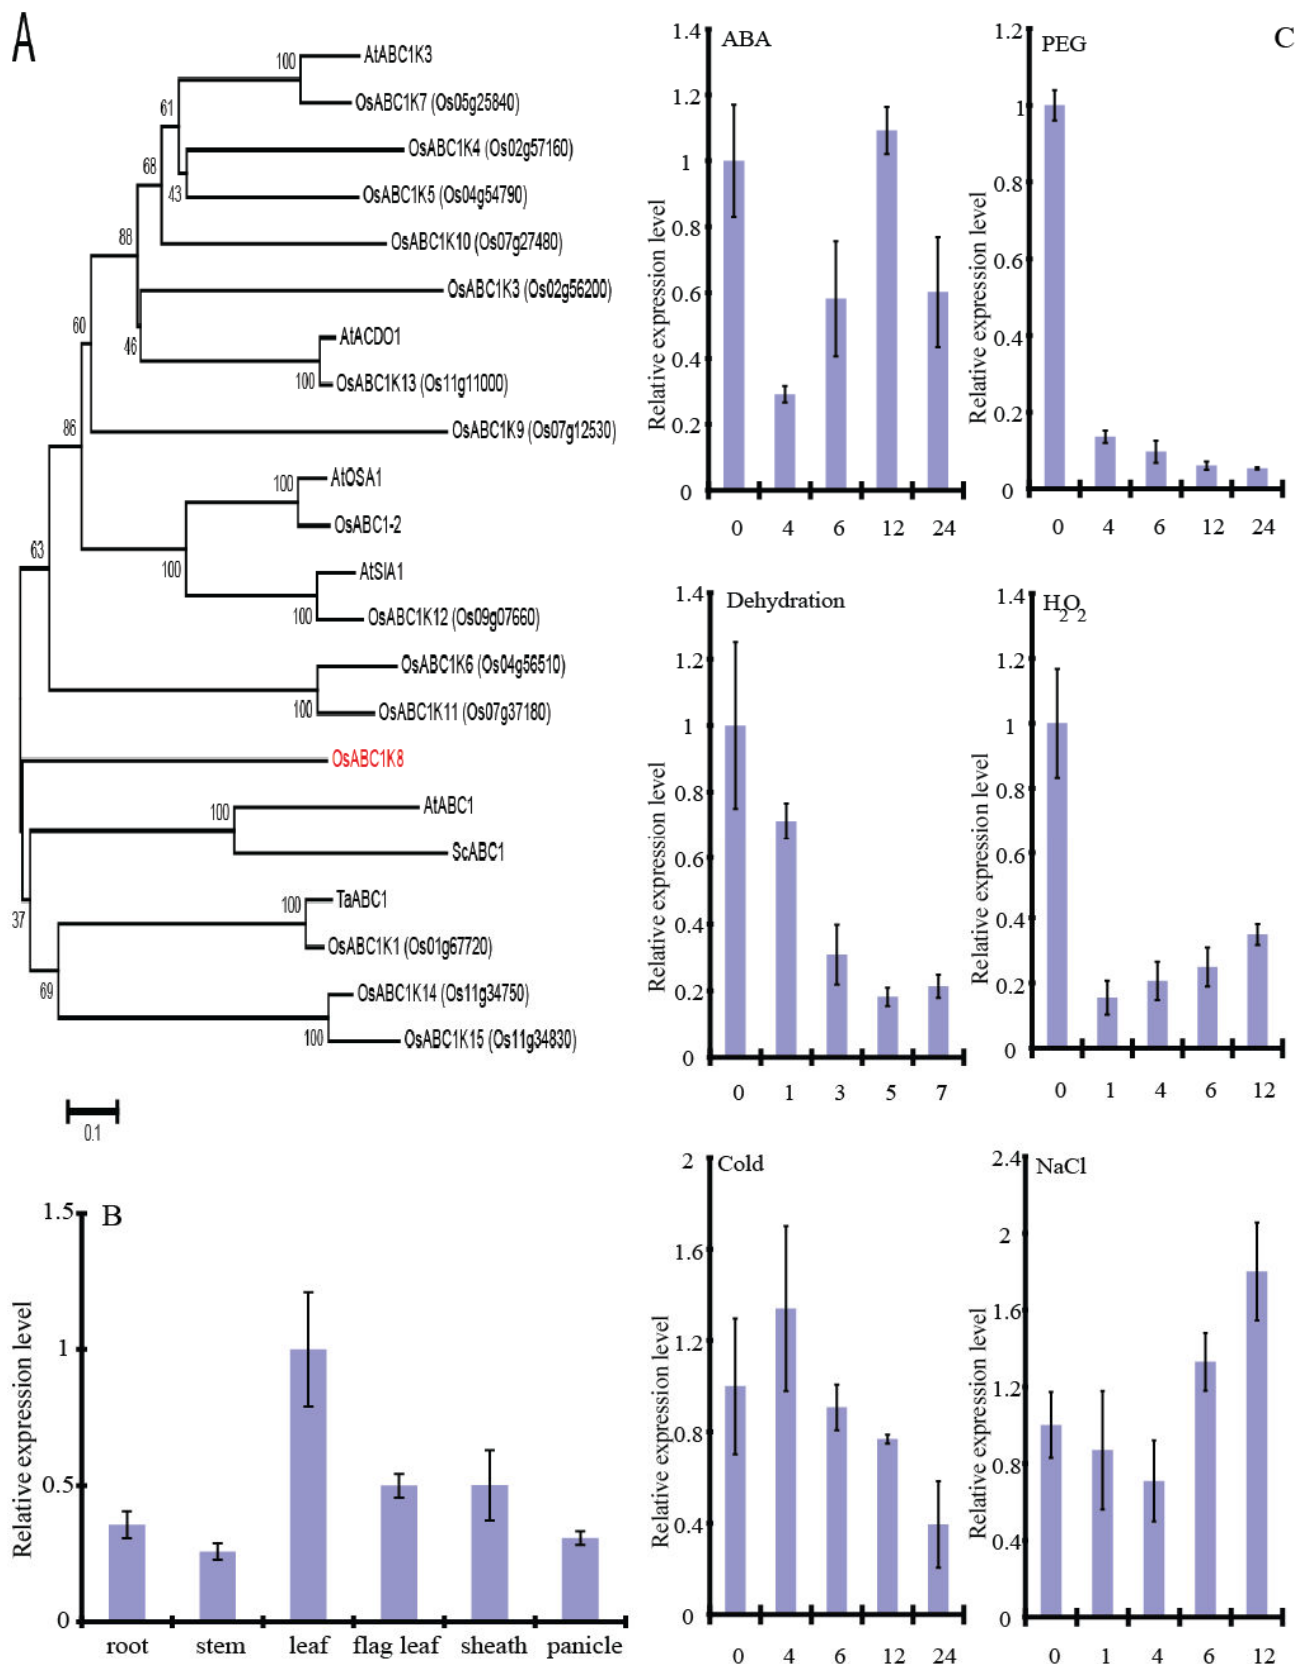 A
100
AtABC1K3
OsABC1K7 (Os05g25840)
61
OsABC1K4 (Os02g57160)
68
43
OsABC1K5 (Os04g54790)
88
OsABC1K10 (Os07g27480)
OsABC1K3 (Os02g56200)
60
46
AtACDO1
100
OsABC1K13 (Os11g11000)
86
OsABC1K9 (Os07g12530)
100
AtOSA1
OsABC1-2
63
100
AtSIA1
100
OsABC1K12 (Os09g07660)
OsABC1K6 (Os04g56510)
100
OsABC1K11 (Os07g37180)
OsABC1K8
100
AtABC1
ScABC1
37
100
TaABC1
OsABC1K1 (Os01g67720)
69
OsABC1K14 (Os11g34750)
100
OsABC1K15 (Os11g34830)
0.1
B
Relative expression level
1.5
1
0.5
0
root stem leaf flag leaf sheath panicle
C
ABA
Relative expression level
1.4
1.2
1
0.8
0.6
0.4
0.2
0
0 4 6 12 24
PEG
Relative expression level
1.2
1
0.8
0.6
0.4
0.2
0
0 4 6 12 24
Dehydration
Relative expression level
1.4
1.2
1
0.8
0.6
0.4
0.2
0
0 1 3 5 7
H2O2
Relative expression level
1.4
1.2
1
0.8
0.6
0.4
0.2
0
0 1 4 6 12
Cold
Relative expression level
2
1.6
1.2
0.8
0.4
0
0 4 6 12 24
NaCl
Relative expression level
2.4
2
1.6
1.2
0.8
0.4
0
0 1 4 6 12